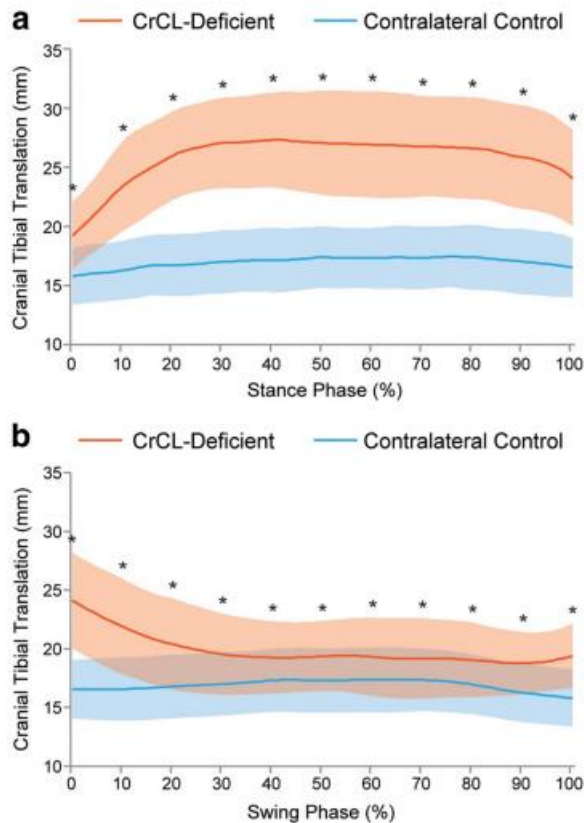 a
CrCL-Deficient Contralateral Control
Cranial Tibial Translation (mm)
35
30
25
20
15
10
* * * * * * * * * * *
0 10 20 30 40 50 60 70 80 90 100
Stance Phase (%)
b
CrCL-Deficient Contralateral Control
Cranial Tibial Translation (mm)
35
30
25
20
15
10
* * * * * * * * * * *
0 10 20 30 40 50 60 70 80 90 100
Swing Phase (%)